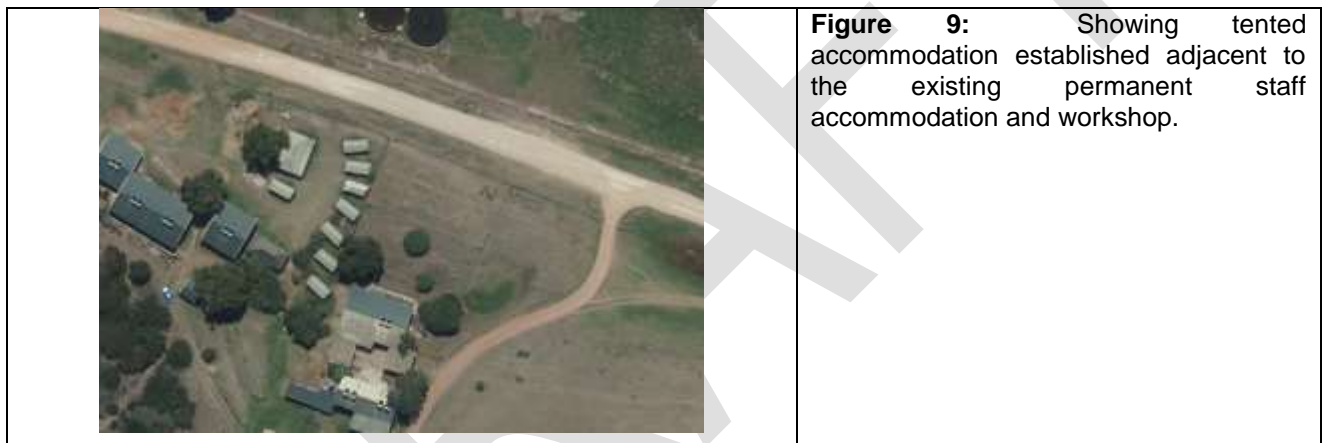 Figure 9: Showing tented
accommodation established adjacent to
the existing permanent staff
accommodation and workshop.